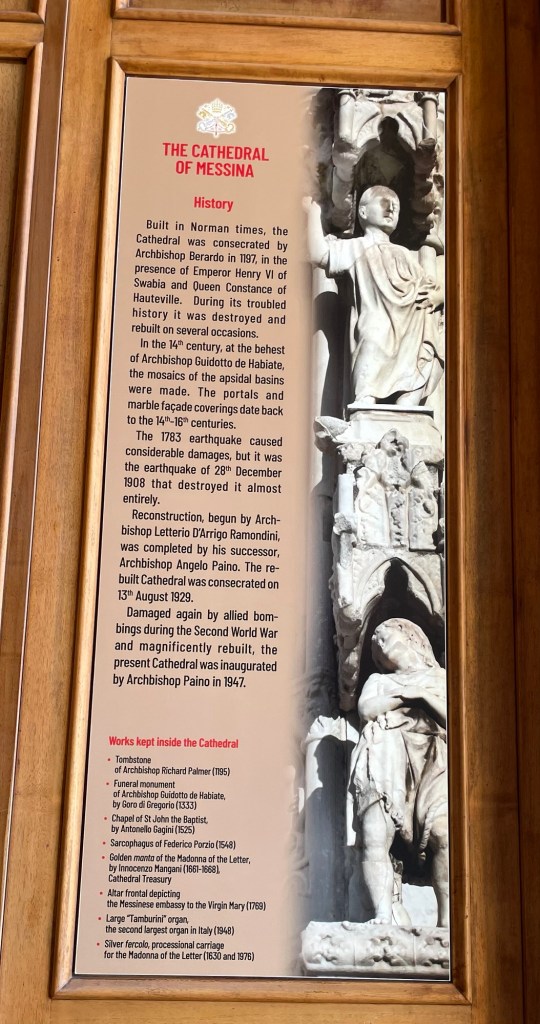 THE CATHEDRAL
OF MESSINA
History
Built in Norman times, the
Cathedral was consecrated by
Archbishop Berardo in 1197, in the
presence of Emperor Henry VI of
Swabia and Queen Constance of
Hauteville. During its troubled
history it was destroyed and
rebuilt on several occasions.
In the 14th century, at the behest
of Archbishop Guidotto de Habiate,
the mosaics of the apsidal basins
were made. The portals and
marble façade coverings date back
to the 14th-16th centuries.
The 1783 earthquake caused
considerable damages, but it was
the earthquake of 28th December
1908 that destroyed it almost
entirely.
Reconstruction, begun by Arch-
bishop Letterio D'Arrigo Ramondini,
was completed by his successor,
Archbishop Angelo Paino. The re-
built Cathedral was consecrated on
13th August 1929.
Damaged again by allied bom-
bings during the Second World War
and magnificently rebuilt, the
present Cathedral was inaugurated
by Archbishop Paino in 1947.
Works kept inside the Cathedral
• Tombstone
of Archbishop Richard Palmer (1195)
• Funeral monument
of Archbishop Guidotto de Habiate,
by Goro di Gregorio (1333)
• Chapel of St John the Baptist,
by Antonello Gagini (1525)
• Sarcophagus of Federico Porzio (1548)
• Golden manta of the Madonna of the Letter,
by Innocenzo Mangani (1661-1668),
Cathedral Treasury
• Altar frontal depicting
the Messinese embassy to the Virgin Mary (1769)
• Large "Tamburini" organ,
the second largest organ in Italy (1948)
• Silver fercolo, processional carriage
for the Madonna of the Letter (1630 and 1976)